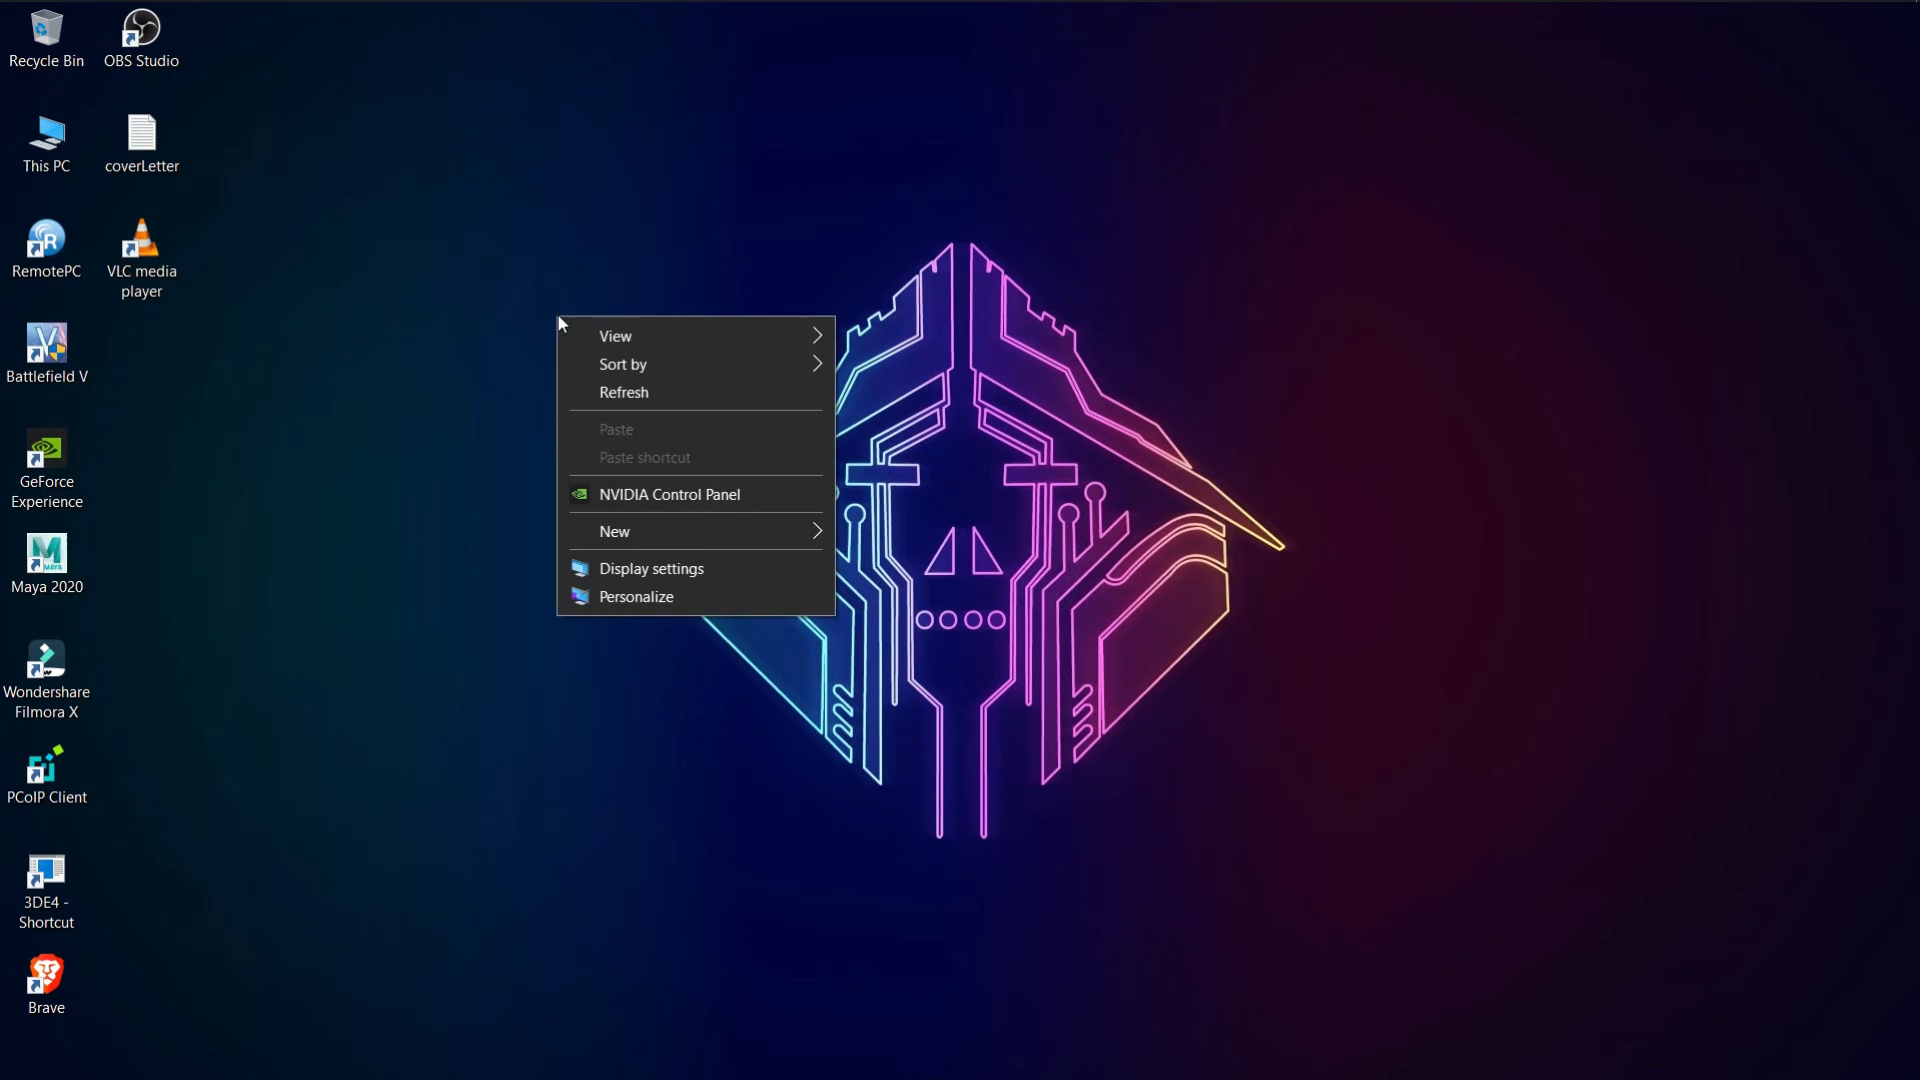 Recycle Bin
OBS Studio
This PC
coverLetter
RemotePC
VLC media
player
Battlefield V
GeForce
Experience
Maya 2020
Wondershare
Filmora X
PCoIP Client
3DE4 -
Shortcut
Brave
View
Sort by
Refresh
Paste
Paste shortcut
NVIDIA Control Panel
New
Display settings
Personalize